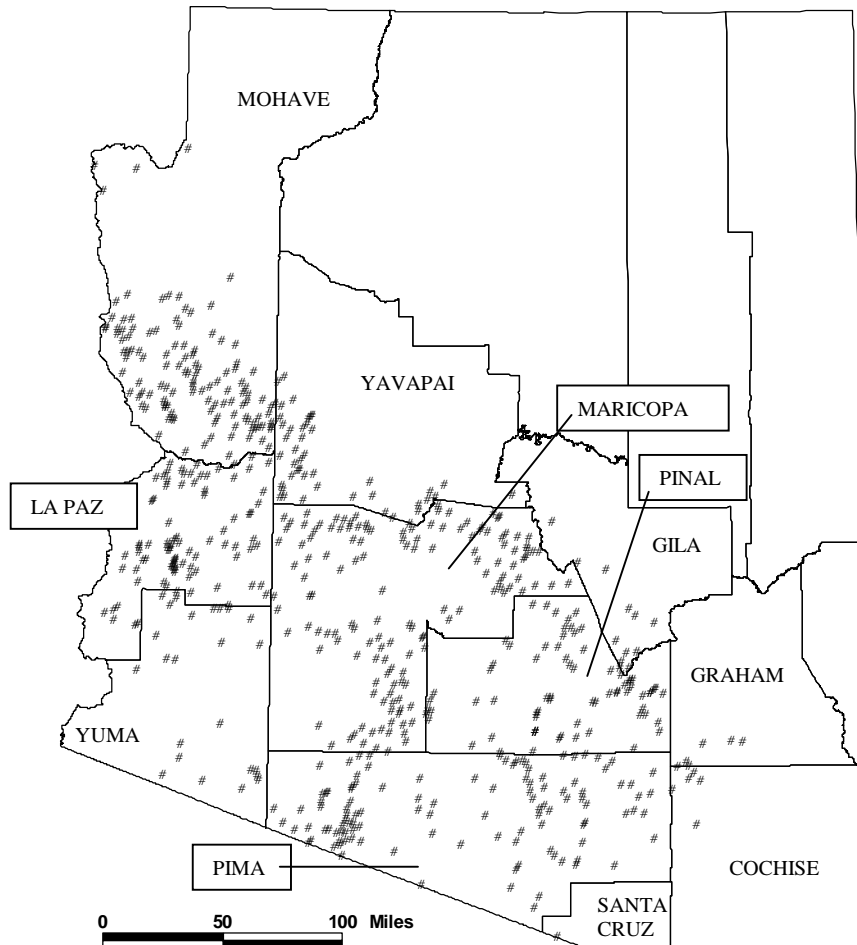 MOHAVE
YAVAPAI
MARICOPA
PINAL
LA PAZ
GILA
GRAHAM
YUMA
PIMA
COCHISE
SANTA
CRUZ
0 50 100 Miles